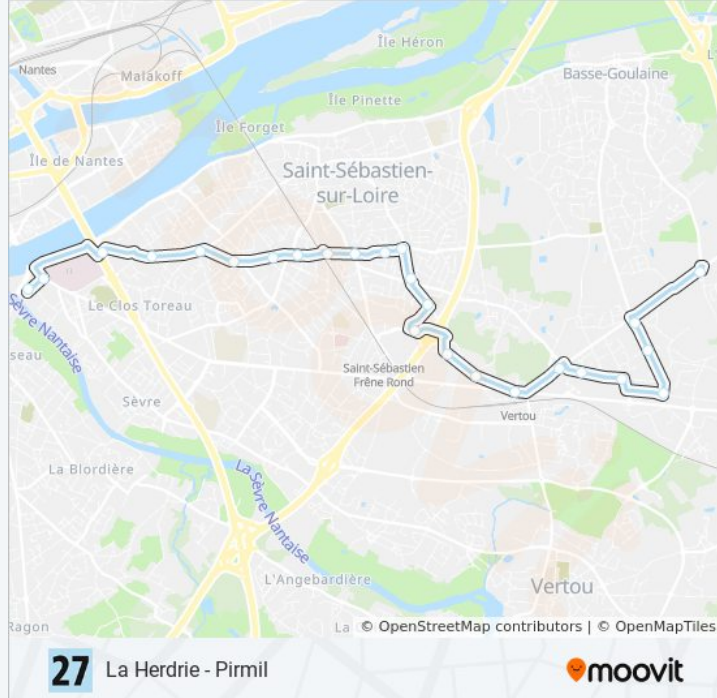 Île Héron
Nantes
Malakoff
Basse-Goulaine
Île Pinette
Île Forget
Île de Nantes
Saint-Sébastien-
sur-Loire
Le Clos Toreau
Sèvre Nantaise
seau
Saint-Sébastien
Frêne Rond
Sèvre
Vertou
La Blordière
La Sèvre Nantaise
L'Angebardière
Vertou
Ragon
La
© OpenStreetMap contributors | © OpenMapTiles
27 La Herdrie - Pirmil
moovit